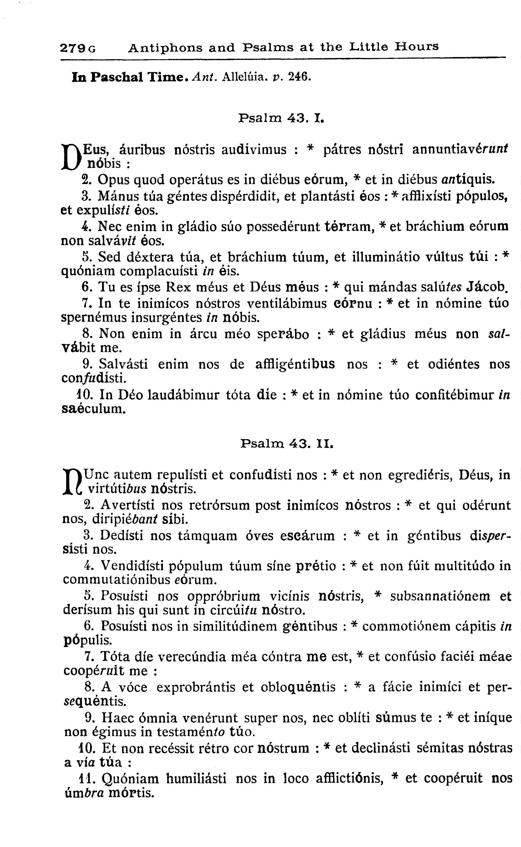 279 G Antiphons and Psalms at the Little Hours
In Paschal Time. Ant. Allelúia. p. 246.
Psalm 43. I.
DEus, áuribus nóstris audívimus : * pátres nóstri annuntiavérunt
nóbis :
2. Opus quod operátus es in diébus eórum, * et in diébus antíquis.
3. Mánus túa géntes dispérdidit, et plantásti éos : * afflixísti pópulos,
et expulísti éos.
4. Nec enim in gládio súo possedérunt térram, * et bráchium eórum
non salvávit éos.
5. Sed déxtera túa, et bráchium túum, et illuminátio vúltus túi : *
quóniam complacuísti in éis.
6. Tu es ípse Rex méus et Déus méus : * qui mándas salútes Jácob.
7. In te inimícos nóstros ventilábimus córnu : * et in nómine túo
spernémus insurgéntes in nóbis.
8. Non enim in árcu méo sperábo : * et gládius méus non sal-
vábit me.
9. Salvásti enim nos de affligéntibus nos : * et odiéntes nos
confudísti.
10. In Déo laudábimur tóta díe : * et in nómine túo confitébimur in
saéculum.
Psalm 43. II.
NUnc autem repulísti et confudísti nos : * et non egrediéris, Déus, in
virtútibus nóstris.
2. Avertísti nos retrórsum post inimícos nóstros : * et qui odérunt
nos, diripiébant síbi.
3. Dedísti nos támquam óves escárum : * et in géntibus disper-
sísti nos.
4. Vendidísti pópulum túum síne prétio : * et non fúit multitúdo in
commutatiónibus eórum.
5. Posuísti nos oppróbrium vicínis nóstris, * subsannatiónem et
derísum his qui sunt in circúitu nóstro.
6. Posuísti nos in similitúdinem géntibus : * commotiónem cápitis in
pópulis.
7. Tóta díe verecúndia méa cóntra me est, * et confúsio faciéi méae
coopéruit me :
8. A vóce exprobrántis et obloquéntis : * a fácie inimíci et per-
sequéntis.
9. Haec ómnia venérunt super nos, nec oblíti súmus te : * et iníque
non égimus in testaménto túo.
10. Et non recéssit rétro cor nóstrum : * et declinásti sémitas nóstras
a vía túa :
11. Quóniam humiliásti nos in loco afflictiónis, * et coopéruit nos
úmbra mórtis.